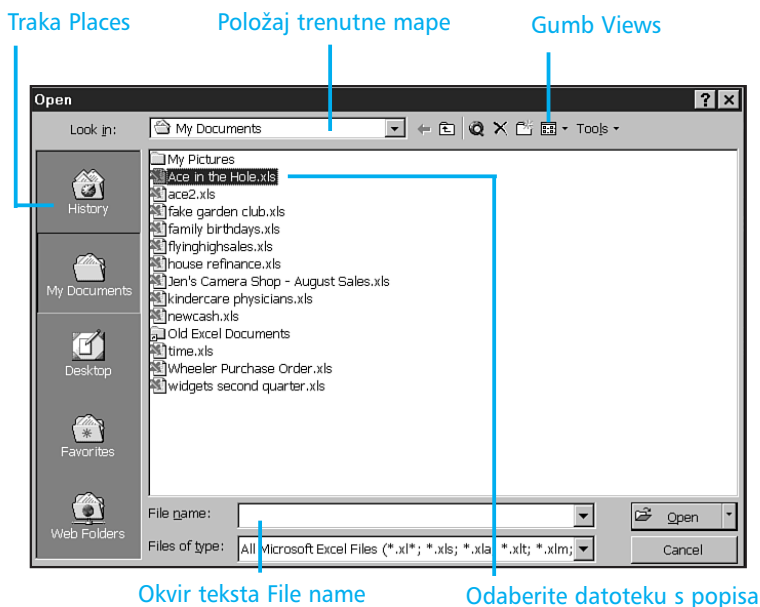 Traka Places
Položaj trenutne mape
Gumb Views
Open
Look in:
My Documents
Tools
History
My Documents
Desktop
Favorites
Web Folders
My Pictures
Ace in the Hole.xls
ace2.xls
fake garden club.xls
family birthdays.xls
flyinghighsales.xls
house refinance.xls
Jen's Camera Shop - August Sales.xls
kindercare physicians.xls
newcash.xls
Old Excel Documents
time.xls
Wheeler Purchase Order.xls
widgets second quarter.xls
File name:
Open
Files of type:
All Microsoft Excel Files (*.xl*; *.xls; *.xla; *.xlt; *.xlm;
Cancel
Okvir teksta File name
Odaberite datoteku s popisa